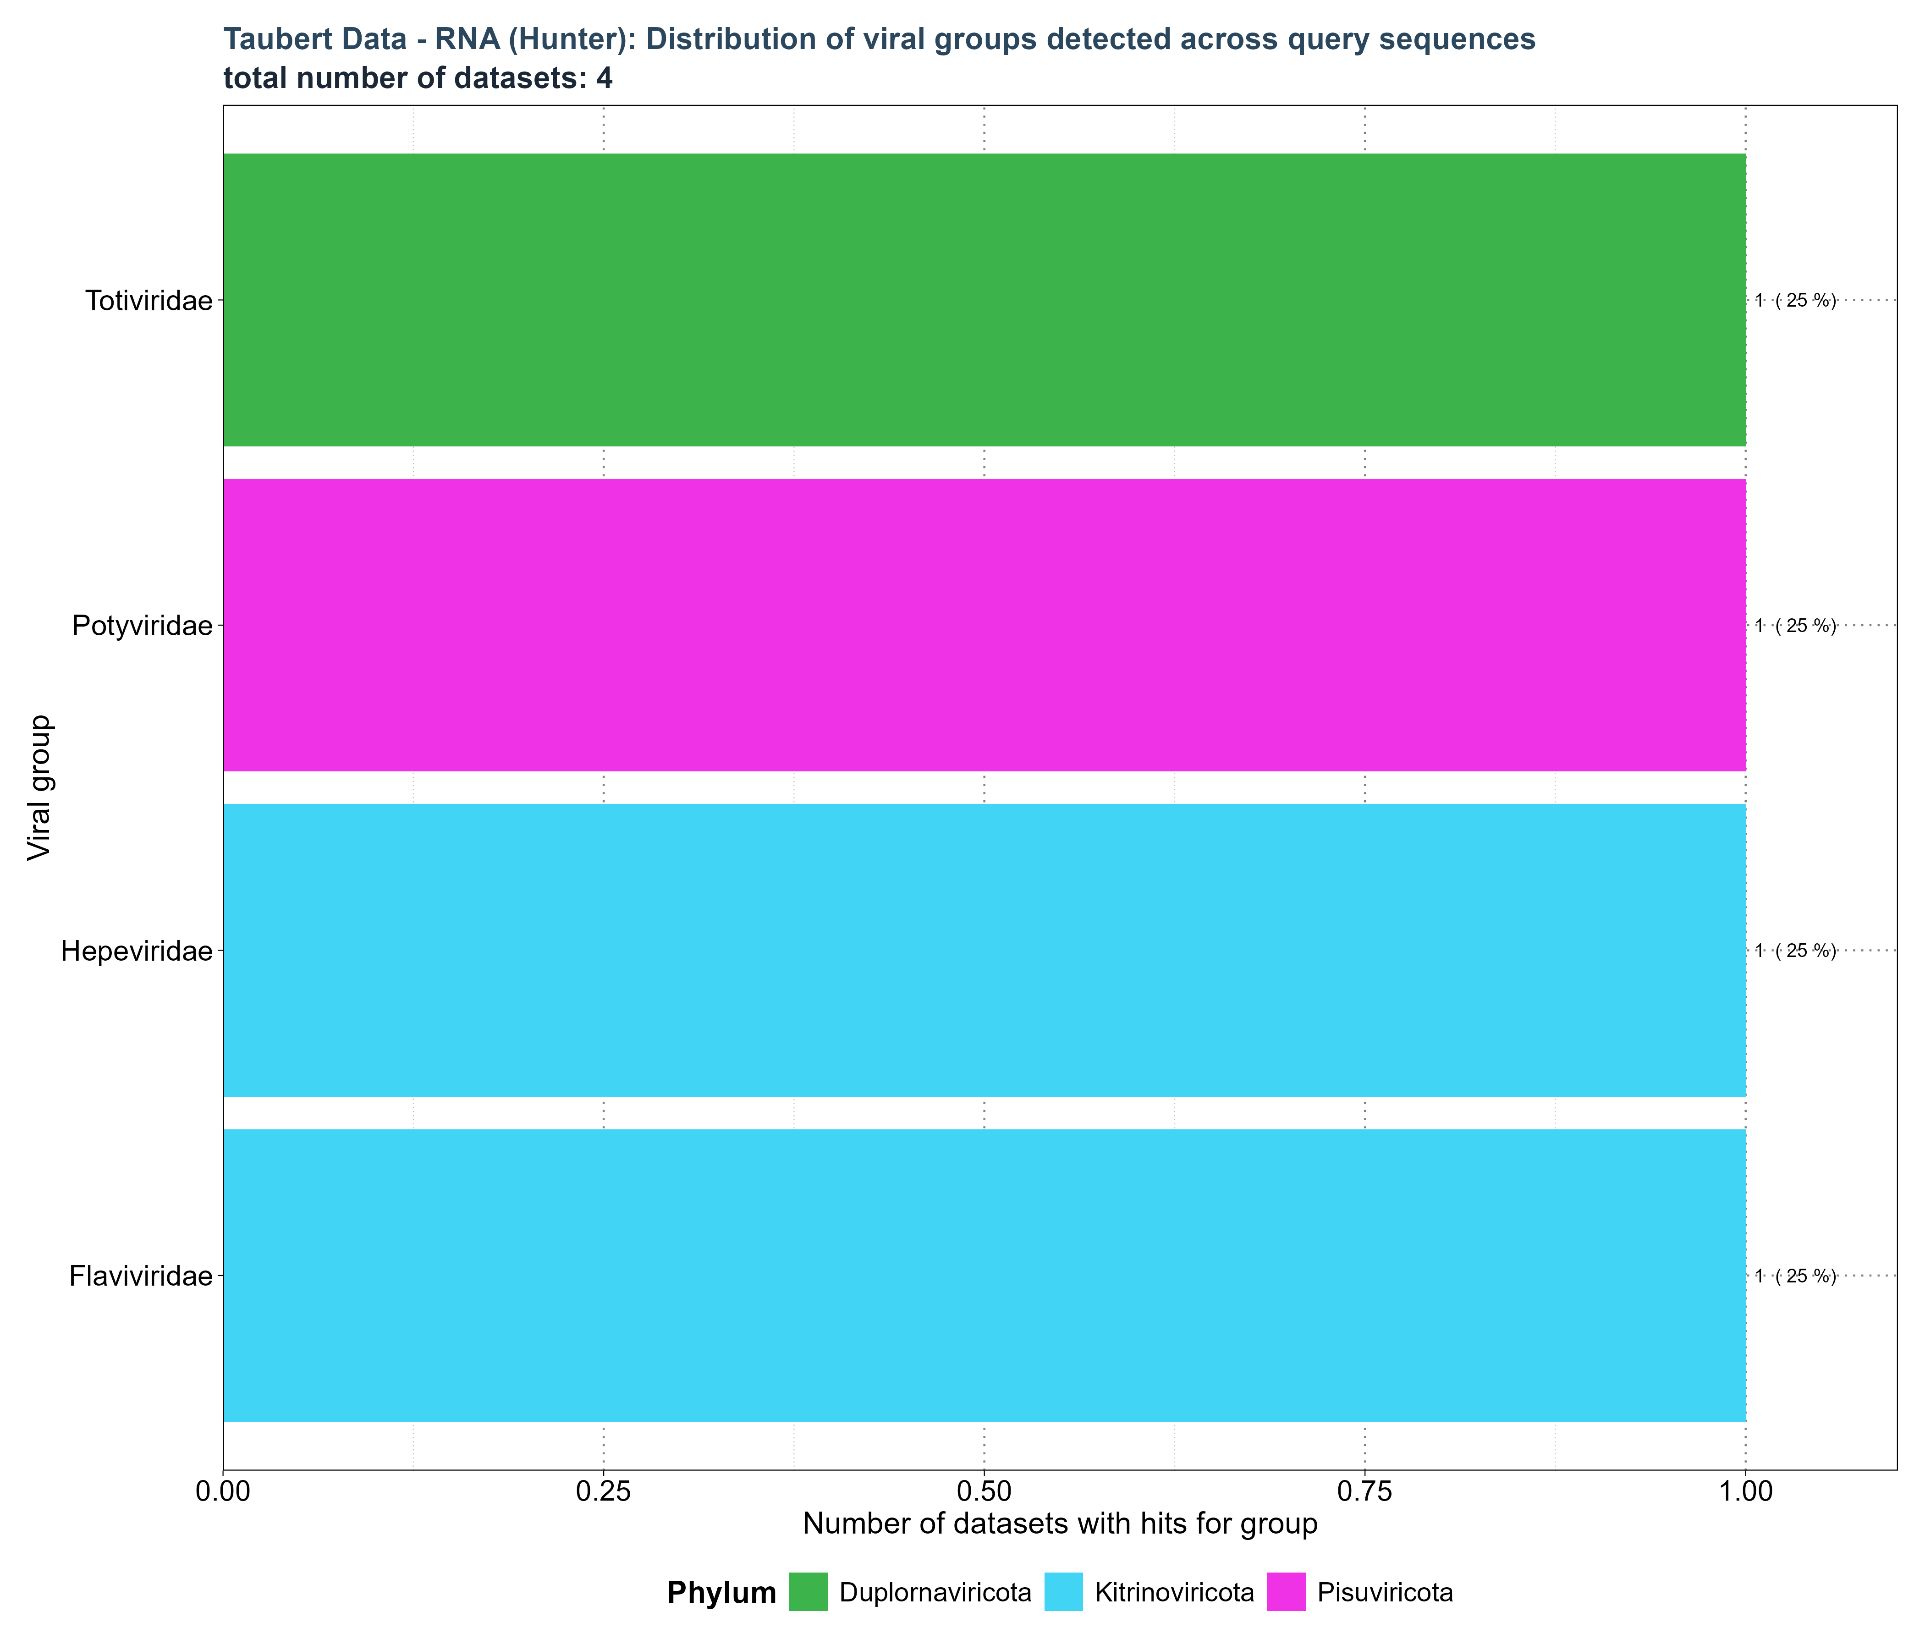 Taubert Data - RNA (Hunter): Distribution of viral groups detected across query sequences
total number of datasets: 4
Viral group
Totiviridae
1 ( 25 %)
Potyviridae
1 ( 25 %)
Hepeviridae
1 ( 25 %)
Flaviviridae
1 ( 25 %)
0.00 0.25 0.50 0.75 1.00
Number of datasets with hits for group
Phylum Duplornaviricota Kitrinoviricota Pisuviricota